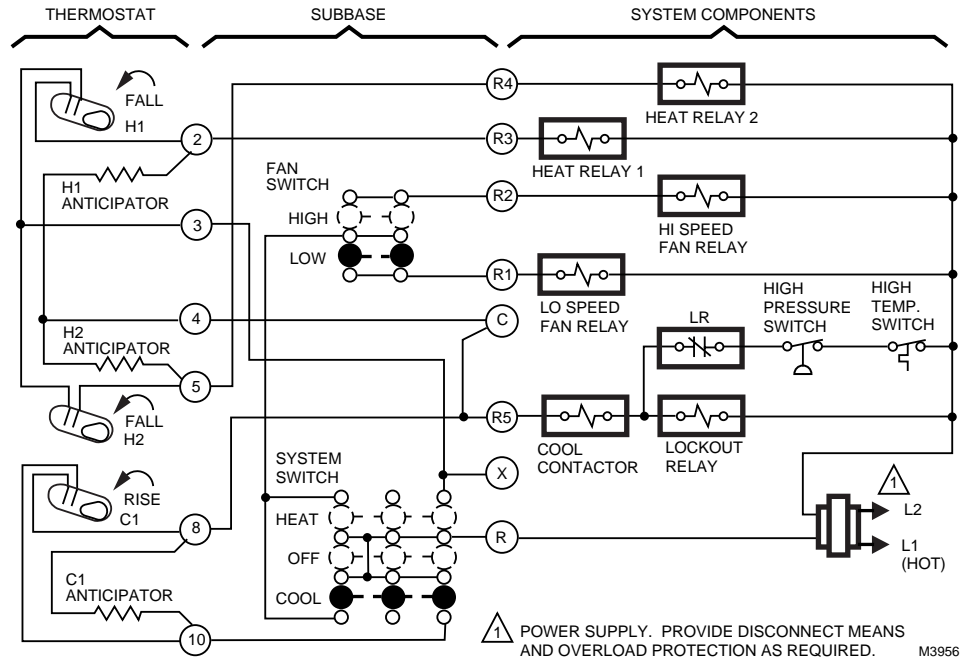 THERMOSTAT
SUBBASE
SYSTEM COMPONENTS
FALL
H1
H1
ANTICIPATOR
2
3
4
H2
ANTICIPATOR
5
FALL
H2
RISE
C1
8
C1
ANTICIPATOR
10
FAN
SWITCH
HIGH
LOW
SYSTEM
SWITCH
HEAT
OFF
COOL
R4
R3
R2
R1
C
R5
X
R
HEAT RELAY 2
HEAT RELAY 1
HI SPEED
FAN RELAY
LO SPEED
FAN RELAY
LR
HIGH
PRESSURE
SWITCH
HIGH
TEMP.
SWITCH
COOL
CONTACTOR
LOCKOUT
RELAY
1
L2
L1
(HOT)
1 POWER SUPPLY. PROVIDE DISCONNECT MEANS
AND OVERLOAD PROTECTION AS REQUIRED.
M3956